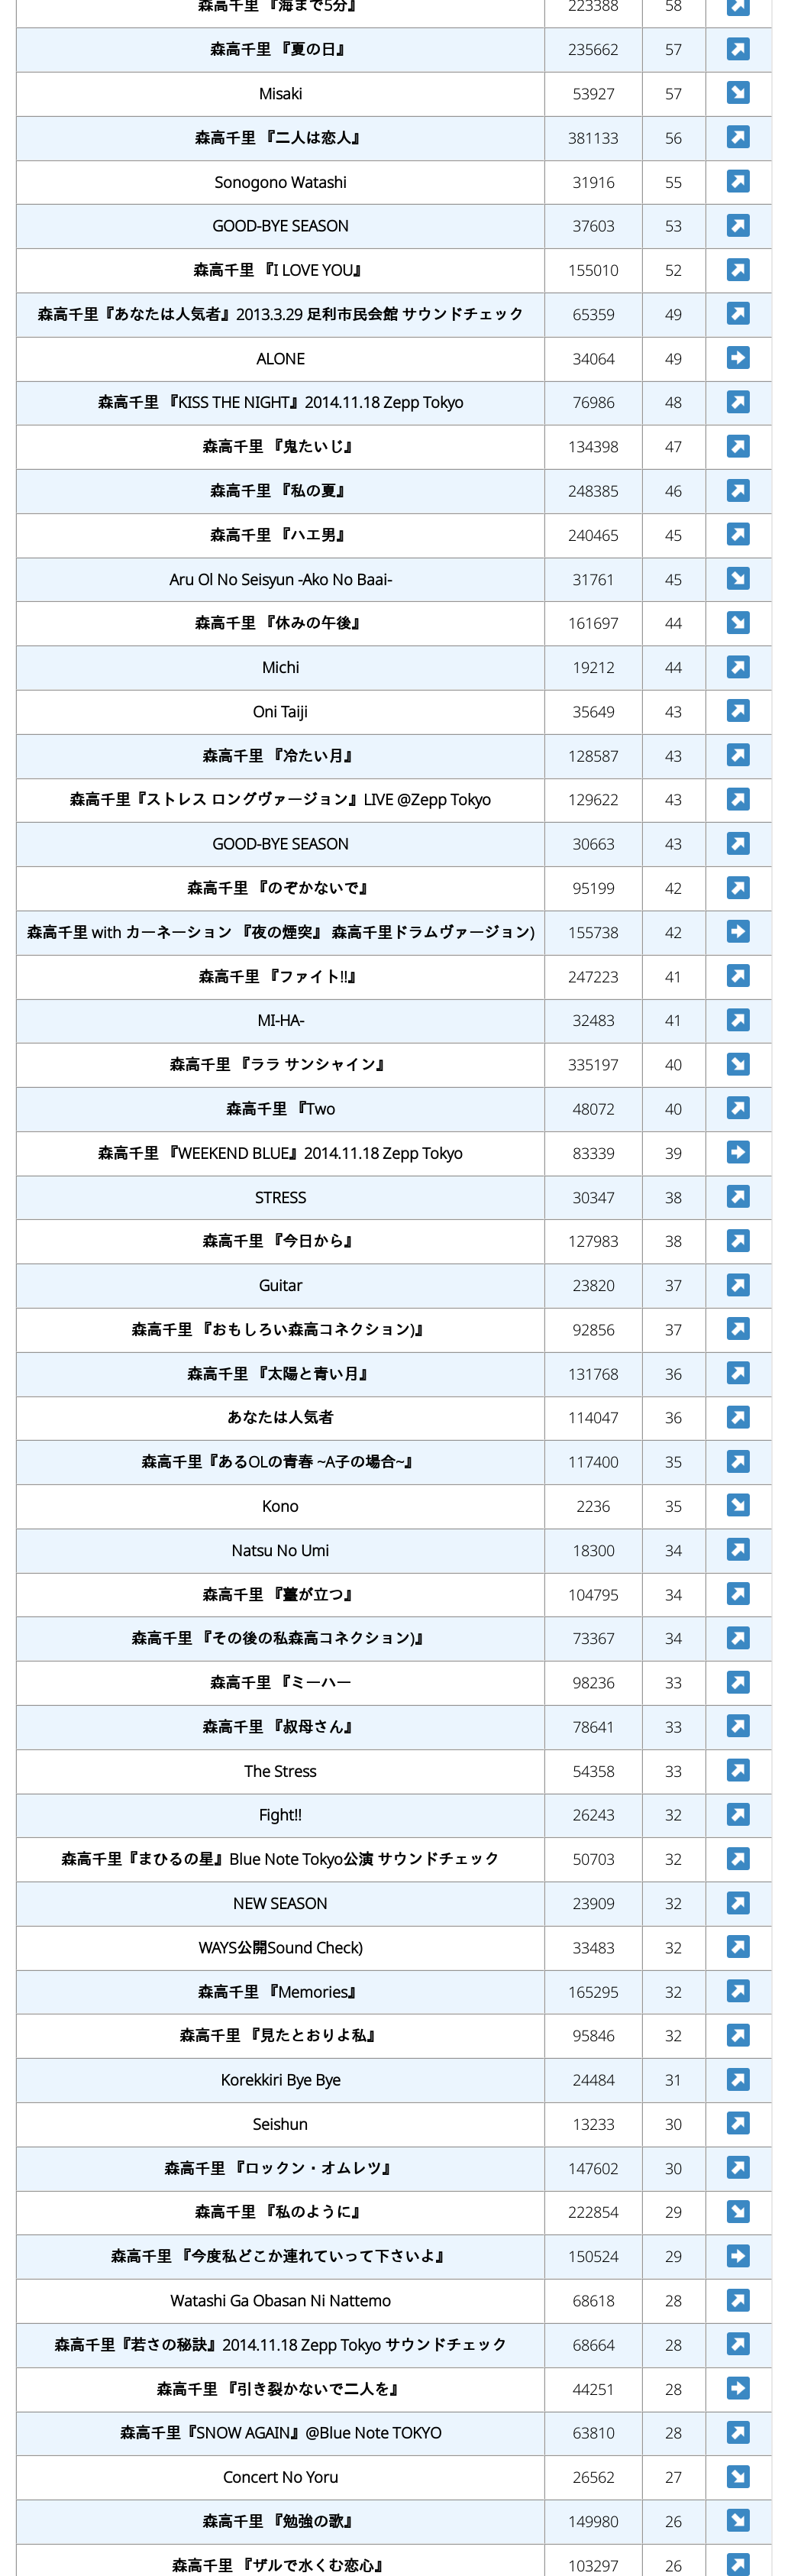 森高千里 『海まで5分』 223388 58
森高千里 『夏の日』 235662 57
Misaki 53927 57
森高千里 『二人は恋人』 381133 56
Sonogono Watashi 31916 55
GOOD-BYE SEASON 37603 53
森高千里 『I LOVE YOU』 155010 52
森高千里『あなたは人気者』2013.3.29 足利市民会館 サウンドチェック 65359 49
ALONE 34064 49
森高千里 『KISS THE NIGHT』2014.11.18 Zepp Tokyo 76986 48
森高千里 『鬼たいじ』 134398 47
森高千里 『私の夏』 248385 46
森高千里 『ハエ男』 240465 45
Aru Ol No Seisyun -Ako No Baai- 31761 45
森高千里 『休みの午後』 161697 44
Michi 19212 44
Oni Taiji 35649 43
森高千里 『冷たい月』 128587 43
森高千里『ストレス ロングヴァージョン』LIVE @Zepp Tokyo 129622 43
GOOD-BYE SEASON 30663 43
森高千里 『のぞかないで』 95199 42
森高千里 with カーネーション 『夜の煙突』 森高千里ドラムヴァージョン) 155738 42
森高千里 『ファイト!!』 247223 41
MI-HA- 32483 41
森高千里 『ララ サンシャイン』 335197 40
森高千里 『Two 48072 40
森高千里 『WEEKEND BLUE』2014.11.18 Zepp Tokyo 83339 39
STRESS 30347 38
森高千里 『今日から』 127983 38
Guitar 23820 37
森高千里 『おもしろい森高コネクション)』 92856 37
森高千里 『太陽と青い月』 131768 36
あなたは人気者 114047 36
森高千里『あるOLの青春 ~A子の場合~』 117400 35
Kono 2236 35
Natsu No Umi 18300 34
森高千里 『薹が立つ』 104795 34
森高千里 『その後の私森高コネクション)』 73367 34
森高千里 『ミーハー 98236 33
森高千里 『叔母さん』 78641 33
The Stress 54358 33
Fight!! 26243 32
森高千里『まひるの星』Blue Note Tokyo公演 サウンドチェック 50703 32
NEW SEASON 23909 32
WAYS公開Sound Check) 33483 32
森高千里 『Memories』 165295 32
森高千里 『見たとおりよ私』 95846 32
Korekkiri Bye Bye 24484 31
Seishun 13233 30
森高千里 『ロックン・オムレツ』 147602 30
森高千里 『私のように』 222854 29
森高千里 『今度私どこか連れていって下さいよ』 150524 29
Watashi Ga Obasan Ni Nattemo 68618 28
森高千里『若さの秘訣』2014.11.18 Zepp Tokyo サウンドチェック 68664 28
森高千里 『引き裂かないで二人を』 44251 28
森高千里『SNOW AGAIN』@Blue Note TOKYO 63810 28
Concert No Yoru 26562 27
森高千里 『勉強の歌』 149980 26
森高千里 『ザルで水くむ恋心』 103297 26